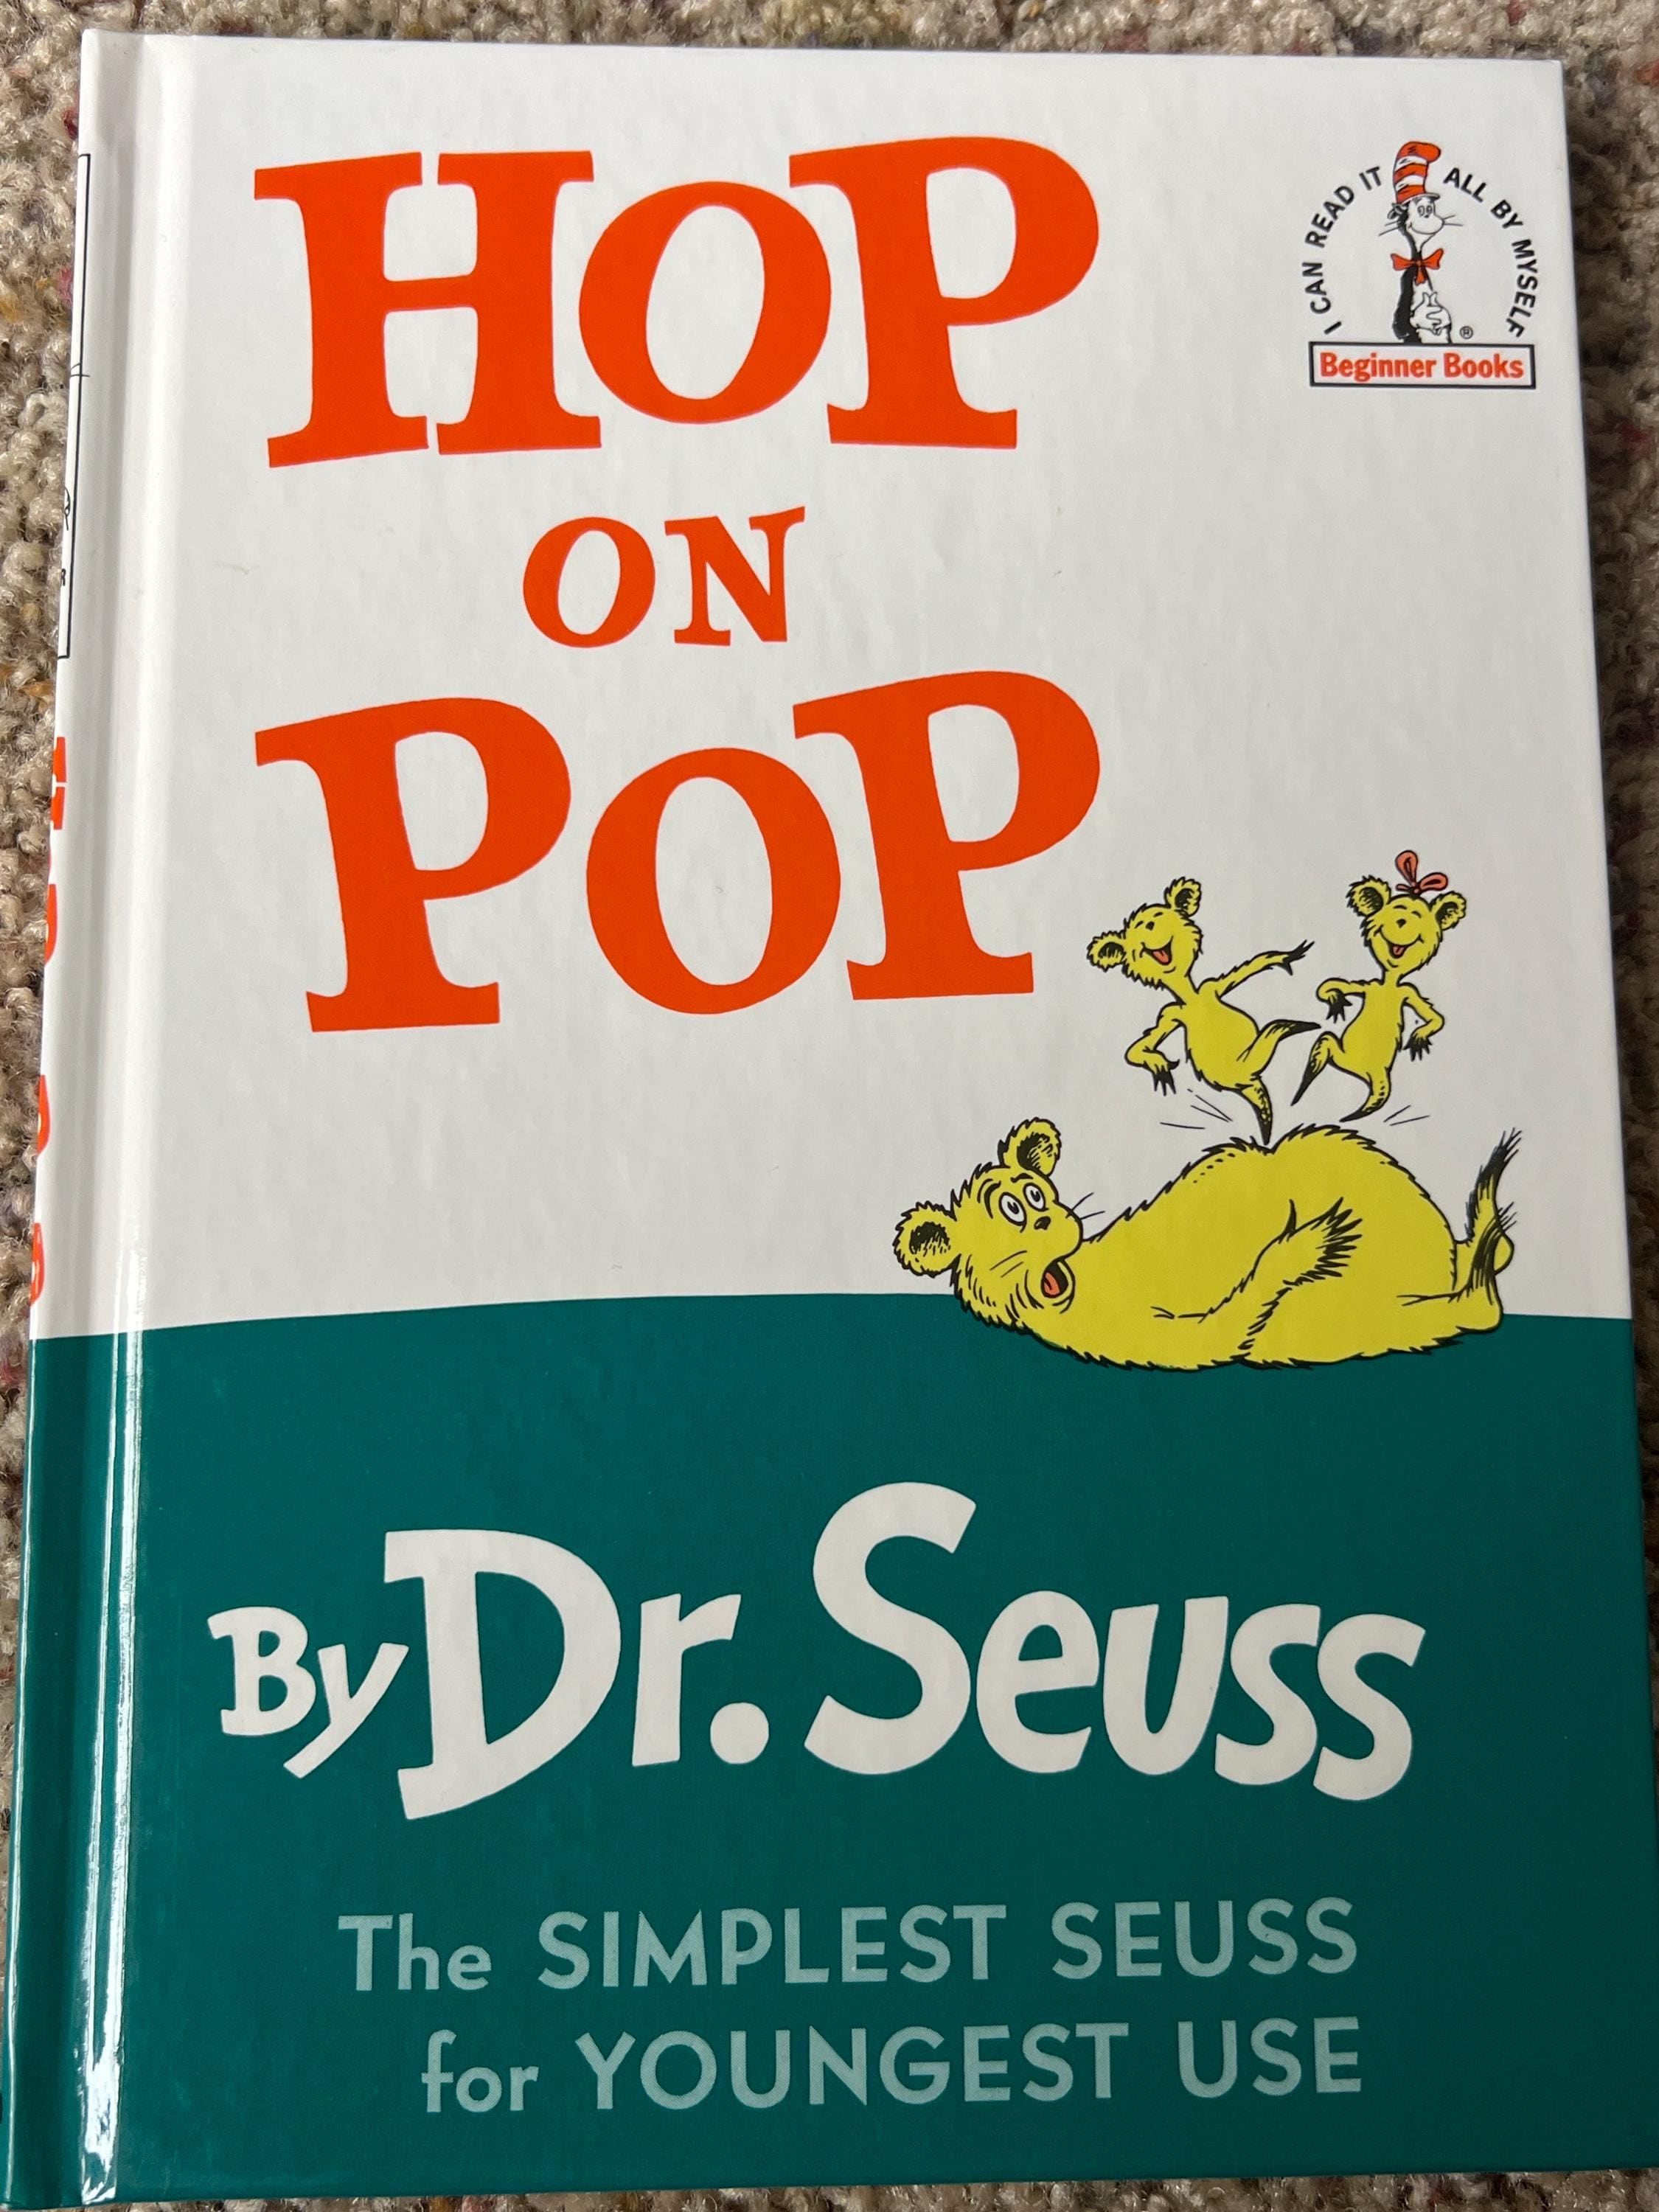 HOP
ON
POP
I CAN READ IT ALL BY MYSELF
®
Beginner Books
By Dr. Seuss
The SIMPLEST SEUSS
for YOUNGEST USE